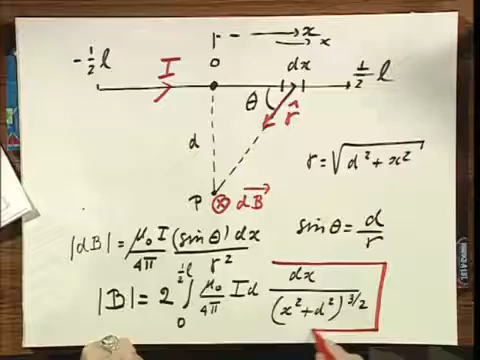 x
x
0
-½ l
I
dx
½ l
θ
r̂
d
r = √(d² + x²)
P ⊗ dB→
sin θ = d/r
|dB| = μ₀ I/4π (sin θ) dx/r²
|B| = 2 ∫₀^{½l} μ₀/4π I d dx/(x² + d²)^{3/2}